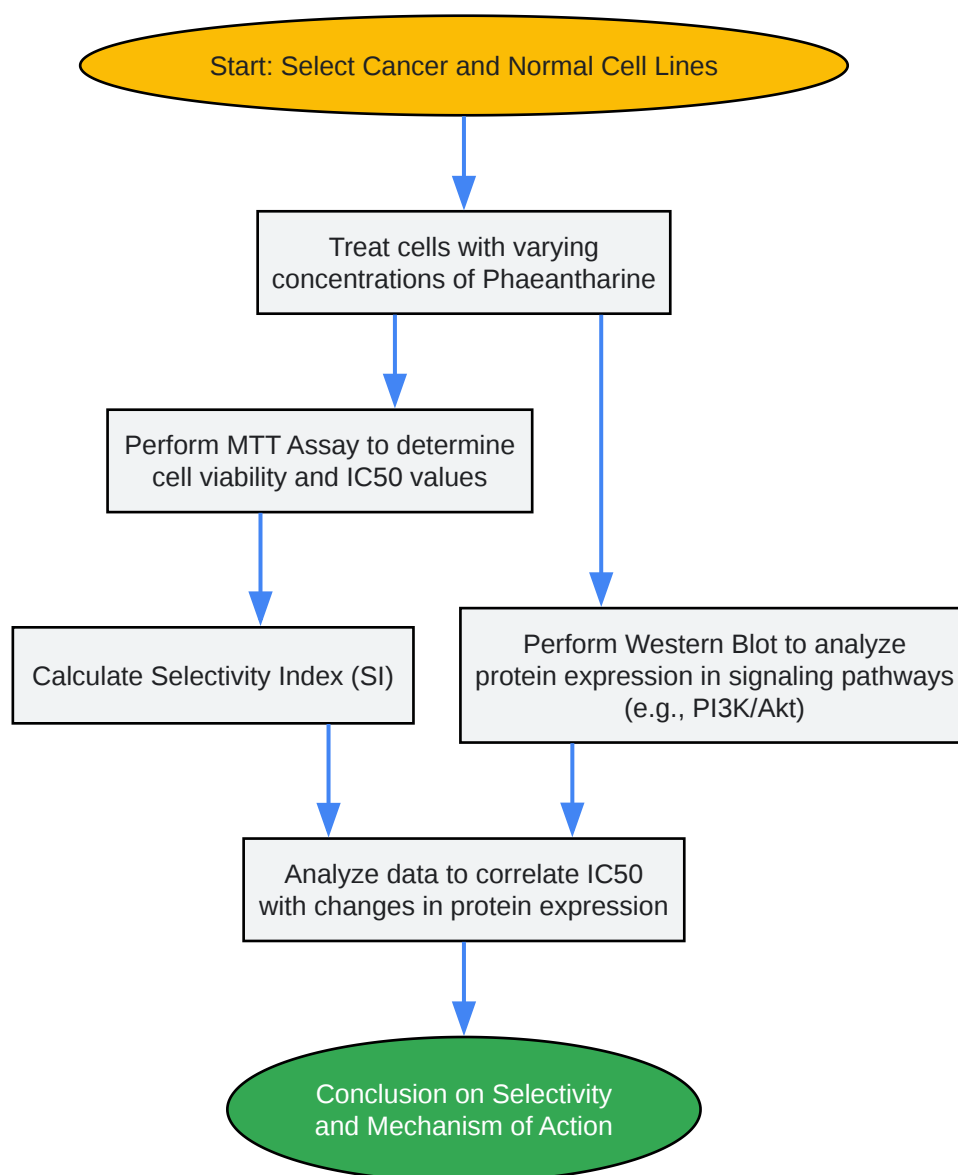 Start: Select Cancer and Normal Cell Lines
Treat cells with varying
concentrations of Phaeantharine
Perform MTT Assay to determine
cell viability and IC50 values
Calculate Selectivity Index (SI)
Perform Western Blot to analyze
protein expression in signaling pathways
(e.g., PI3K/Akt)
Analyze data to correlate IC50
with changes in protein expression
Conclusion on Selectivity
and Mechanism of Action